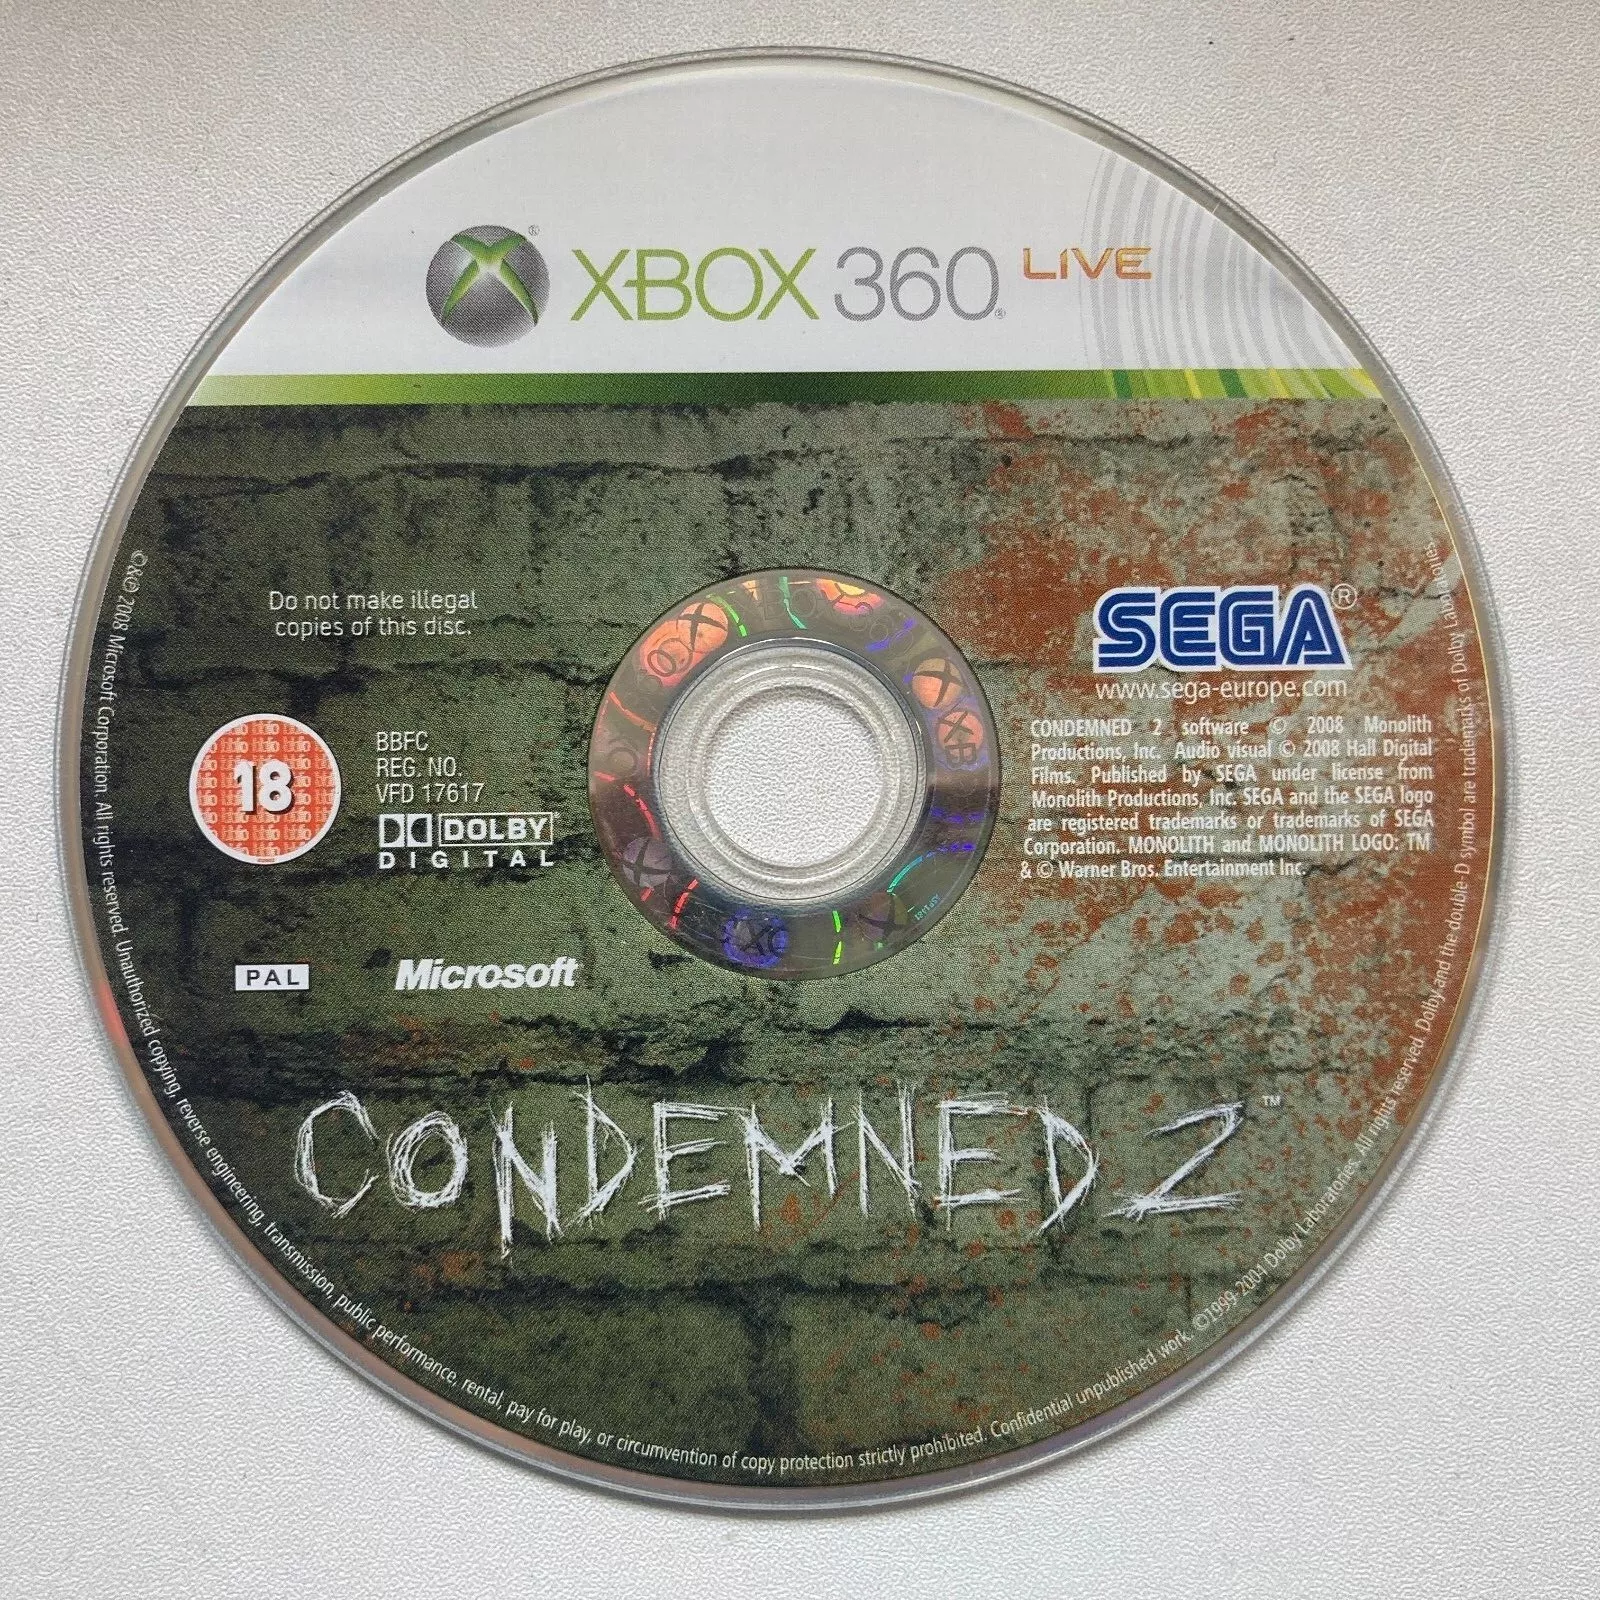 XBOX 360® LIVE
Do not make illegal
copies of this disc.
SEGA®
www.sega-europe.com
18
BBFC
REG. NO.
VFD 17617
DOLBY
DIGITAL
CONDEMNED 2 software © 2008 Monolith
Productions, Inc. Audio visual © 2008 Hall Digital
Films. Published by SEGA under license from
Monolith Productions, Inc. SEGA and the SEGA logo
are registered trademarks or trademarks of SEGA
Corporation. MONOLITH and MONOLITH LOGO: TM
& © Warner Bros. Entertainment Inc.
PAL
Microsoft
CONDEMNED 2™
©&℗ 2008 Microsoft Corporation. All rights reserved. Unauthorized copying, reverse engineering, transmission, public performance, rental, pay for play, or circumvention of copy protection strictly prohibited. Confidential unpublished work. ©1999-2001 Dolby Laboratories. All rights reserved. Dolby and the double-D symbol are trademarks of Dolby Laboratories.